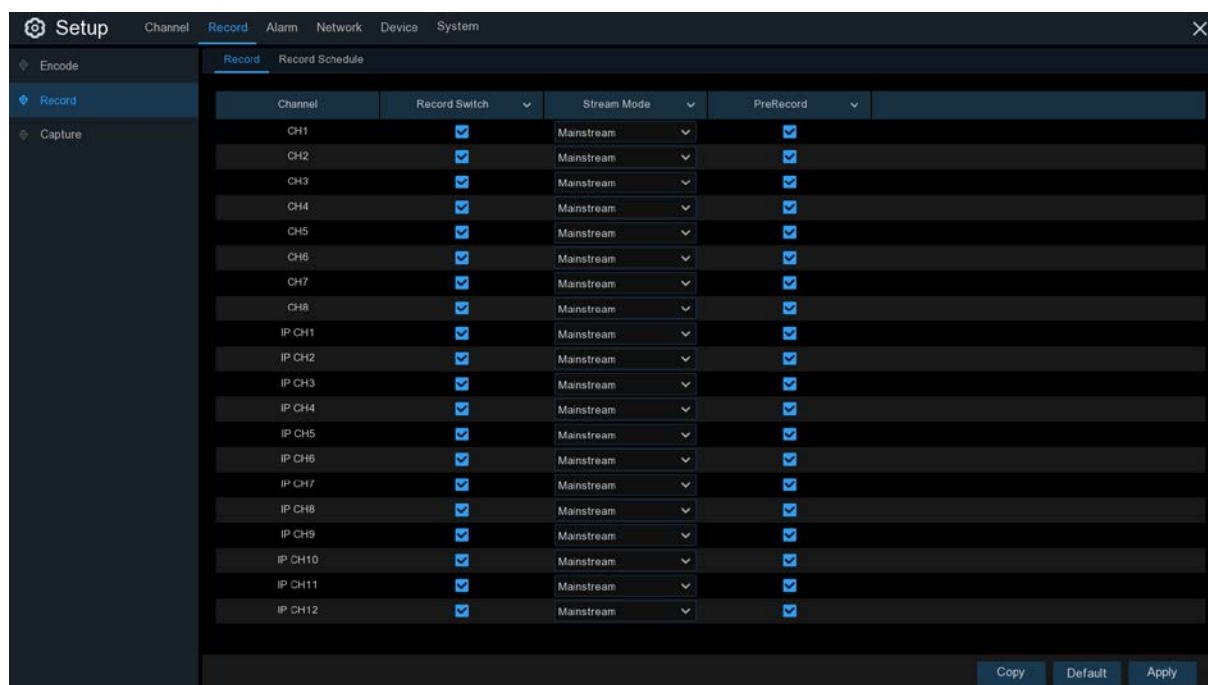 Setup Channel Record Alarm Network Device System
Encode
Record
Capture
Record Record Schedule
Channel Record Switch Stream Mode PreRecord
CH1 Mainstream
CH2 Mainstream
CH3 Mainstream
CH4 Mainstream
CH5 Mainstream
CH6 Mainstream
CH7 Mainstream
CH8 Mainstream
IP CH1 Mainstream
IP CH2 Mainstream
IP CH3 Mainstream
IP CH4 Mainstream
IP CH5 Mainstream
IP CH6 Mainstream
IP CH7 Mainstream
IP CH8 Mainstream
IP CH9 Mainstream
IP CH10 Mainstream
IP CH11 Mainstream
IP CH12 Mainstream
Copy Default Apply